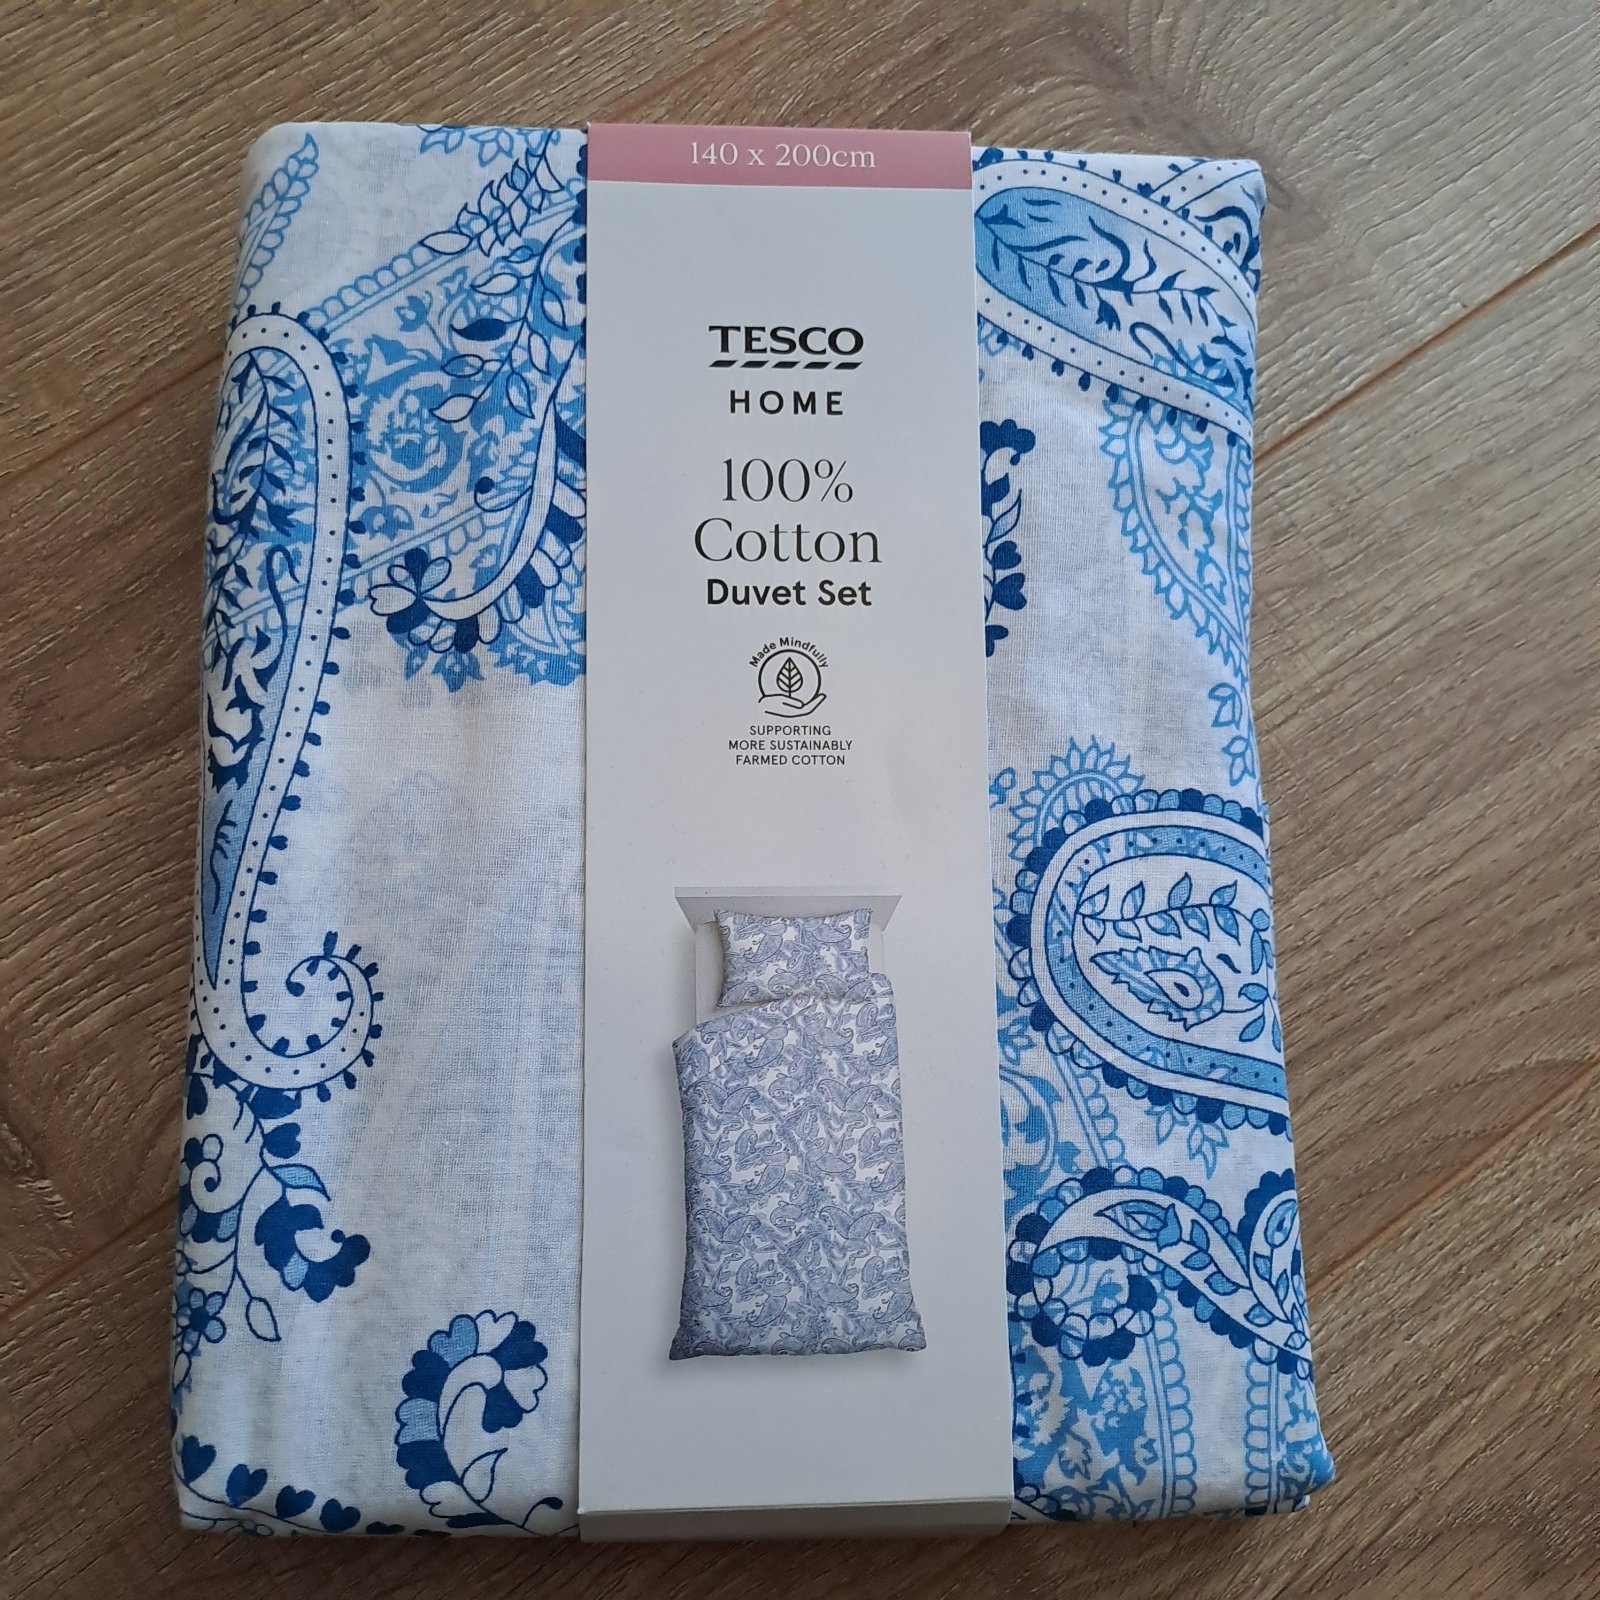 140 x 200cm
TESCO
HOME
100%
Cotton
Duvet Set
Made Mindfully
SUPPORTING
MORE SUSTAINABLY
FARMED COTTON